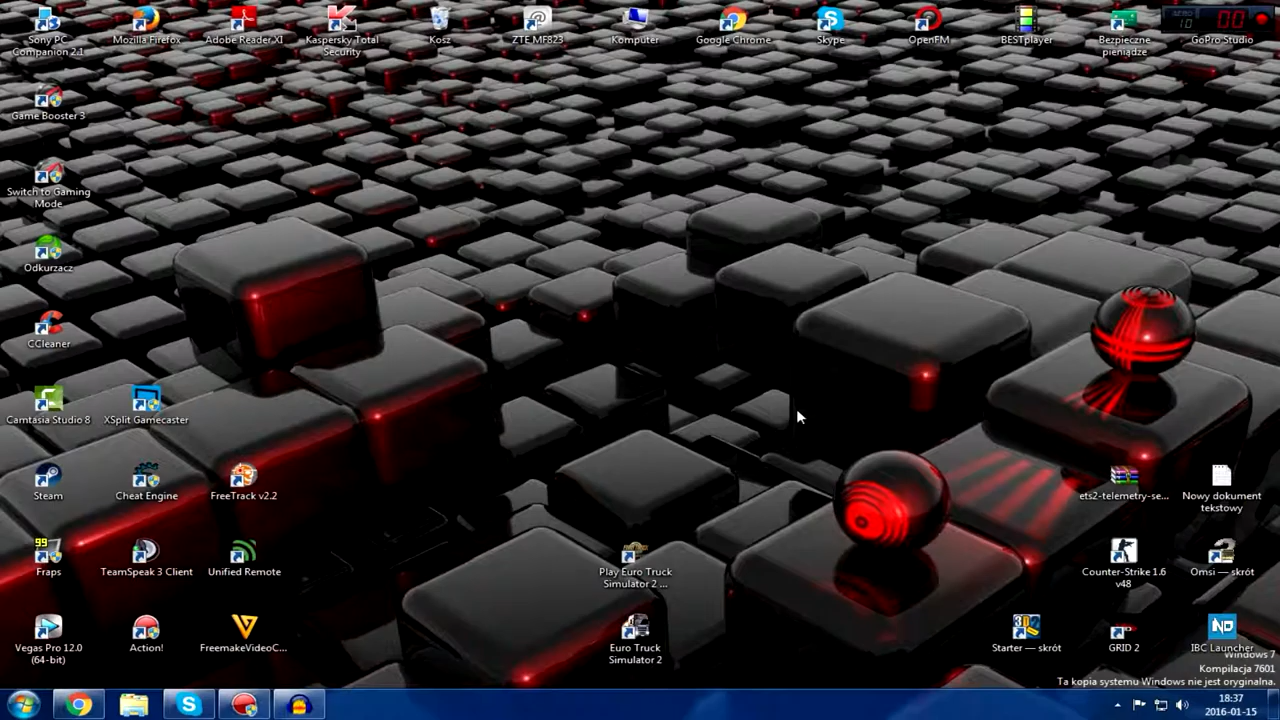 Sony PC
Companion 2.1
Mozilla Firefox
Adobe Reader XI
Kaspersky Total
Security
Kosz
ZTE MF823
Komputer
Google Chrome
Skype
OpenFM
BESTplayer
Bezpieczne
pieniądze
GoPro Studio
AERO
10
00
Game Booster 3
Switch to Gaming
Mode
Odkurzacz
CCleaner
Camtasia Studio 8
XSplit Gamecaster
Steam
Cheat Engine
FreeTrack v2.2
ets2-telemetry-se...
Nowy dokument
tekstowy
99
Fraps
TeamSpeak 3 Client
Unified Remote
Play Euro Truck
Simulator 2 ...
Counter-Strike 1.6
v48
Omsi — skrót
Vegas Pro 12.0
(64-bit)
Action!
FreemakeVideoC...
Euro Truck
Simulator 2
Starter — skrót
GRID 2
IBC Launcher
Windows 7
Kompilacja 7601
Ta kopia systemu Windows nie jest oryginalna.
18:37
2016-01-15